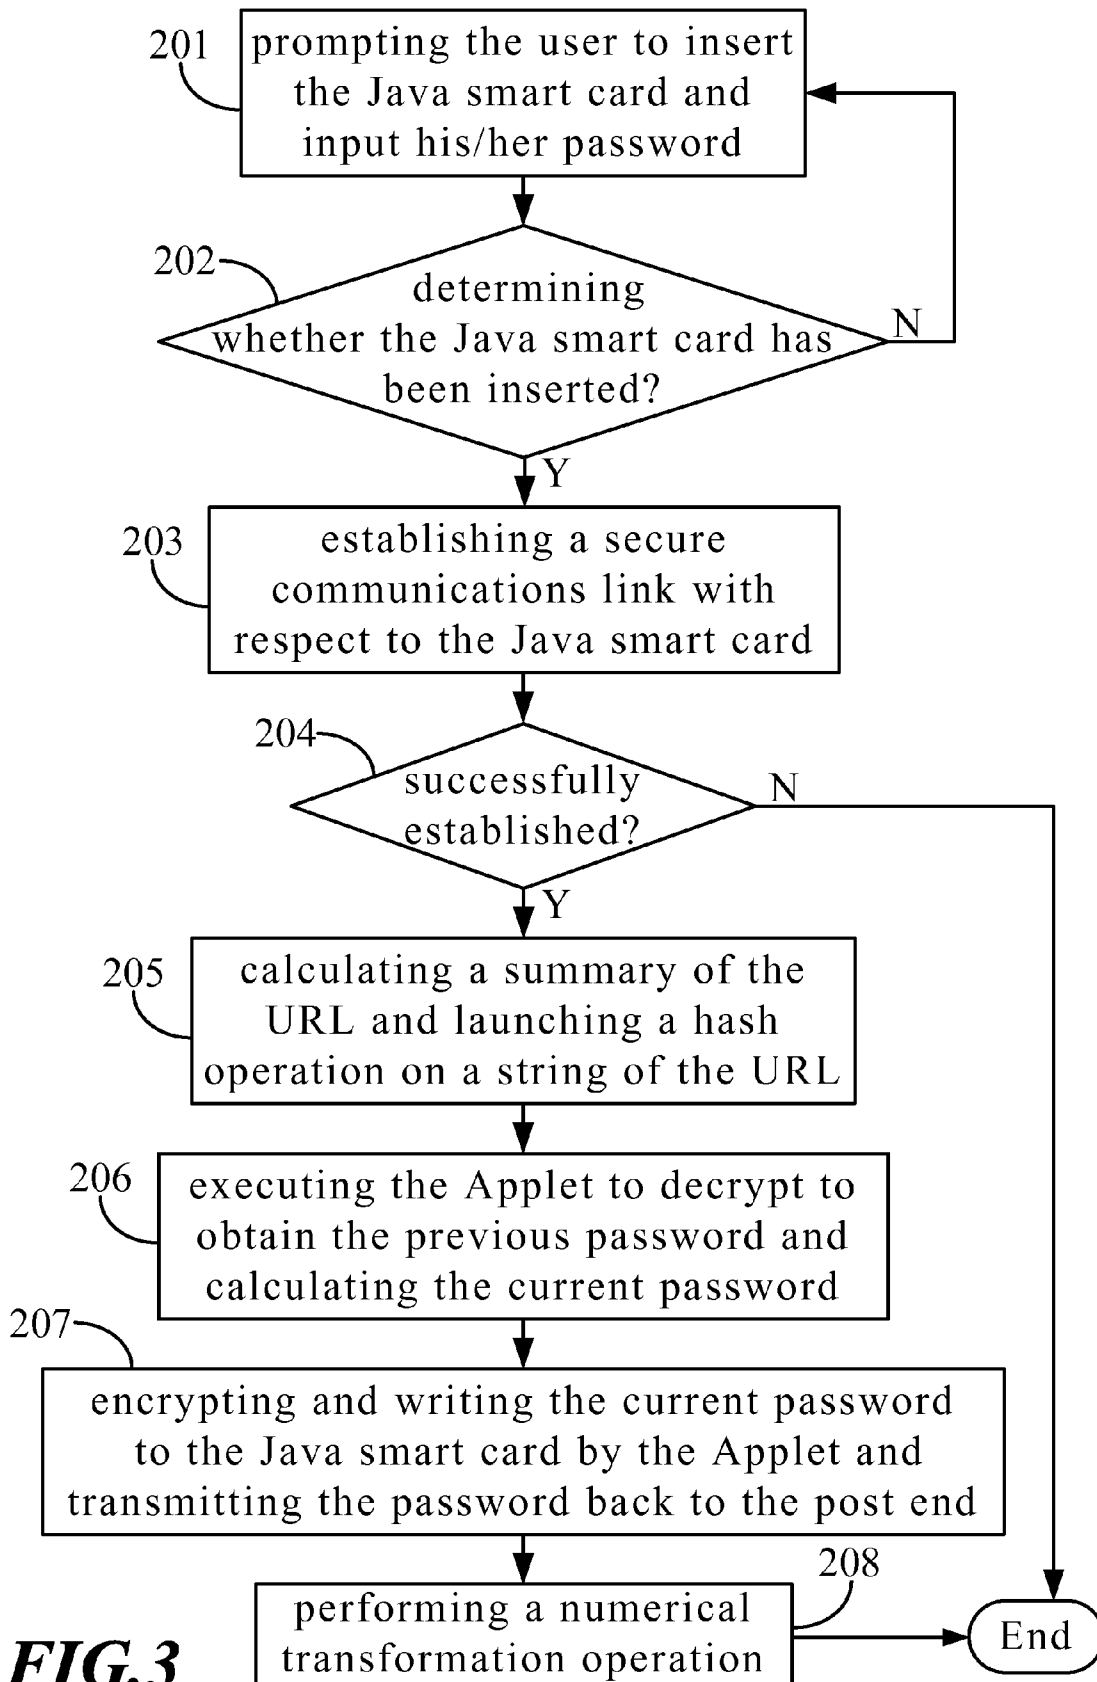 201
prompting the user to insert
the Java smart card and
input his/her password
202
determining
whether the Java smart card has
been inserted?
N
Y
203
establishing a secure
communications link with
respect to the Java smart card
204
successfully
established?
N
Y
205
calculating a summary of the
URL and launching a hash
operation on a string of the URL
206
executing the Applet to decrypt to
obtain the previous password and
calculating the current password
207
encrypting and writing the current password
to the Java smart card by the Applet and
transmitting the password back to the post end
208
performing a numerical
transformation operation
End
FIG.3